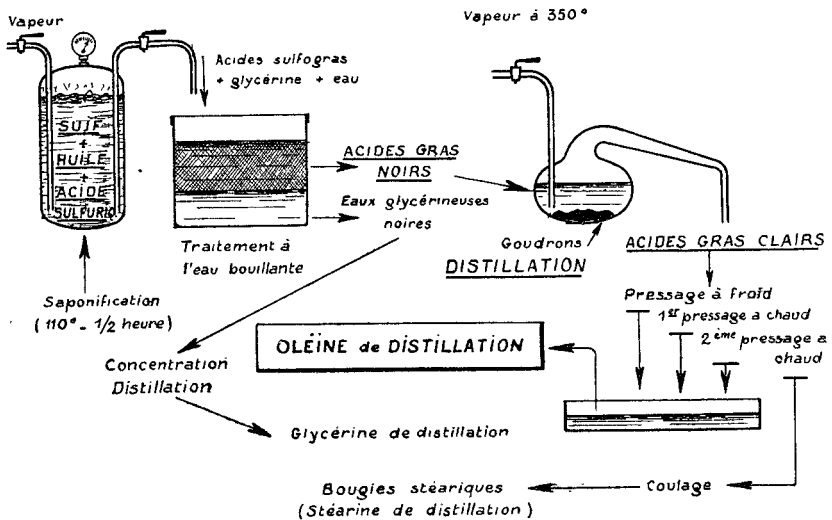 Vapeur
Vapeur à 350°
Acides sulfogras
+ glycérine + eau
SUIF
+
HUILE
+
ACIDE
SULFURIQ
ACIDES GRAS
NOIRS
Eaux glycérineuses
noires
Traitement à
l'eau bouillante
Goudrons
DISTILLATION
ACIDES GRAS CLAIRS
Saponification
(110° - 1/2 heure)
Pressage à froid
1er pressage a chaud
2ème pressage a
chaud
OLÉINE de DISTILLATION
Concentration
Distillation
Glycérine de distillation
Bougies stéariques
(Stéarine de distillation)
Coulage